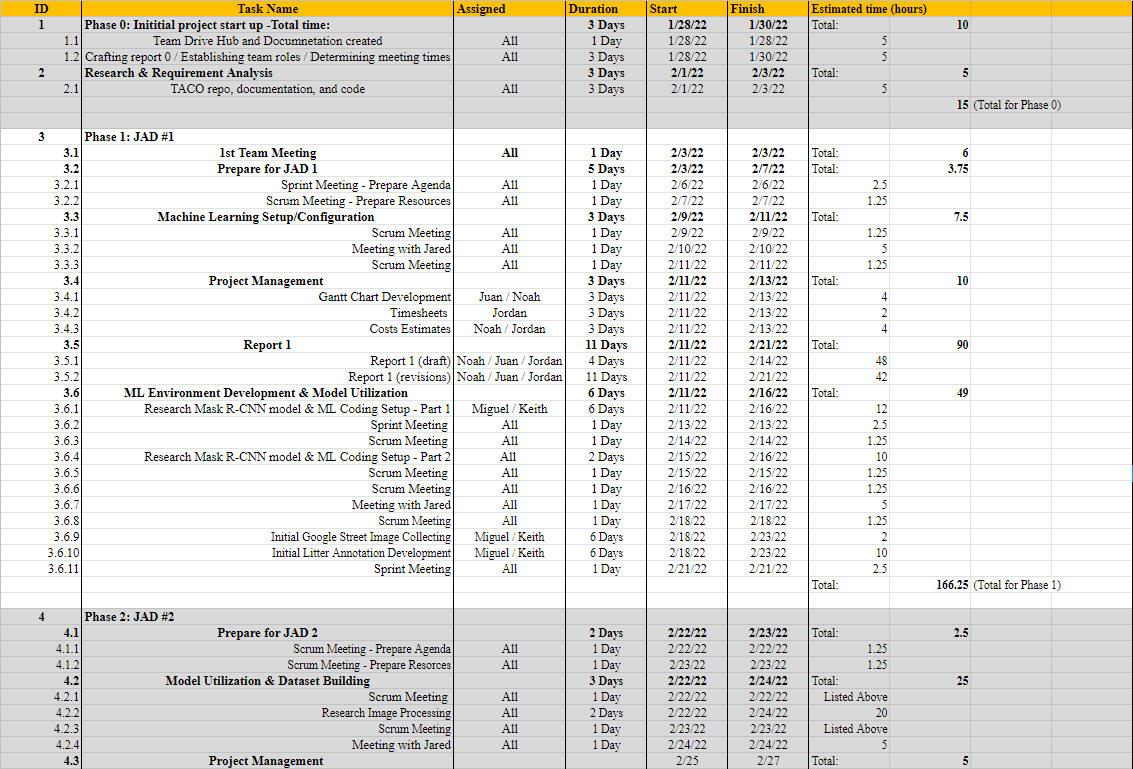 ID Task Name Assigned Duration Start Finish Estimated time (hours)
1 Phase 0: Inititial project start up -Total time: 3 Days 1/28/22 1/30/22 Total: 10
1.1 Team Drive Hub and Documnetation created All 1 Day 1/28/22 1/28/22 5
1.2 Crafting report 0 / Establishing team roles / Determining meeting times All 3 Days 1/28/22 1/30/22 5
2 Research & Requirement Analysis 3 Days 2/1/22 2/3/22 Total: 5
2.1 TACO repo, documentation, and code All 3 Days 2/1/22 2/3/22 5
15 (Total for Phase 0)
3 Phase 1: JAD #1
3.1 1st Team Meeting All 1 Day 2/3/22 2/3/22 Total: 6
3.2 Prepare for JAD 1 5 Days 2/3/22 2/7/22 Total: 3.75
3.2.1 Sprint Meeting - Prepare Agenda All 1 Day 2/6/22 2/6/22 2.5
3.2.2 Scrum Meeting - Prepare Resources All 1 Day 2/7/22 2/7/22 1.25
3.3 Machine Learning Setup/Configuration 3 Days 2/9/22 2/11/22 Total: 7.5
3.3.1 Scrum Meeting All 1 Day 2/9/22 2/9/22 1.25
3.3.2 Meeting with Jared All 1 Day 2/10/22 2/10/22 5
3.3.3 Scrum Meeting All 1 Day 2/11/22 2/11/22 1.25
3.4 Project Management 3 Days 2/11/22 2/13/22 Total: 10
3.4.1 Gantt Chart Development Juan / Noah 3 Days 2/11/22 2/13/22 4
3.4.2 Timesheets Jordan 3 Days 2/11/22 2/13/22 2
3.4.3 Costs Estimates Noah / Jordan 3 Days 2/11/22 2/13/22 4
3.5 Report 1 11 Days 2/11/22 2/21/22 Total: 90
3.5.1 Report 1 (draft) Noah / Juan / Jordan 4 Days 2/11/22 2/14/22 48
3.5.2 Report 1 (revisions) Noah / Juan / Jordan 11 Days 2/11/22 2/21/22 42
3.6 ML Environment Development & Model Utilization 6 Days 2/11/22 2/16/22 Total: 49
3.6.1 Research Mask R-CNN model & ML Coding Setup - Part 1 Miguel / Keith 6 Days 2/11/22 2/16/22 12
3.6.2 Sprint Meeting All 1 Day 2/13/22 2/13/22 2.5
3.6.3 Scrum Meeting All 1 Day 2/14/22 2/14/22 1.25
3.6.4 Research Mask R-CNN model & ML Coding Setup - Part 2 All 2 Days 2/15/22 2/16/22 10
3.6.5 Scrum Meeting All 1 Day 2/15/22 2/15/22 1.25
3.6.6 Scrum Meeting All 1 Day 2/16/22 2/16/22 1.25
3.6.7 Meeting with Jared All 1 Day 2/17/22 2/17/22 5
3.6.8 Scrum Meeting All 1 Day 2/18/22 2/18/22 1.25
3.6.9 Initial Google Street Image Collecting Miguel / Keith 6 Days 2/18/22 2/23/22 2
3.6.10 Initial Litter Annotation Development Miguel / Keith 6 Days 2/18/22 2/23/22 10
3.6.11 Sprint Meeting All 1 Day 2/21/22 2/21/22 2.5
Total: 166.25 (Total for Phase 1)
4 Phase 2: JAD #2
4.1 Prepare for JAD 2 2 Days 2/22/22 2/23/22 Total: 2.5
4.1.1 Scrum Meeting - Prepare Agenda All 1 Day 2/22/22 2/22/22 1.25
4.1.2 Scrum Meeting - Prepare Resorces All 1 Day 2/23/22 2/23/22 1.25
4.2 Model Utilization & Dataset Building 3 Days 2/22/22 2/24/22 Total: 25
4.2.1 Scrum Meeting All 1 Day 2/22/22 2/22/22 Listed Above
4.2.2 Research Image Processing All 2 Days 2/22/22 2/24/22 20
4.2.3 Scrum Meeting All 1 Day 2/23/22 2/23/22 Listed Above
4.2.4 Meeting with Jared All 1 Day 2/24/22 2/24/22 5
4.3 Project Management 2/25 2/27 Total: 5